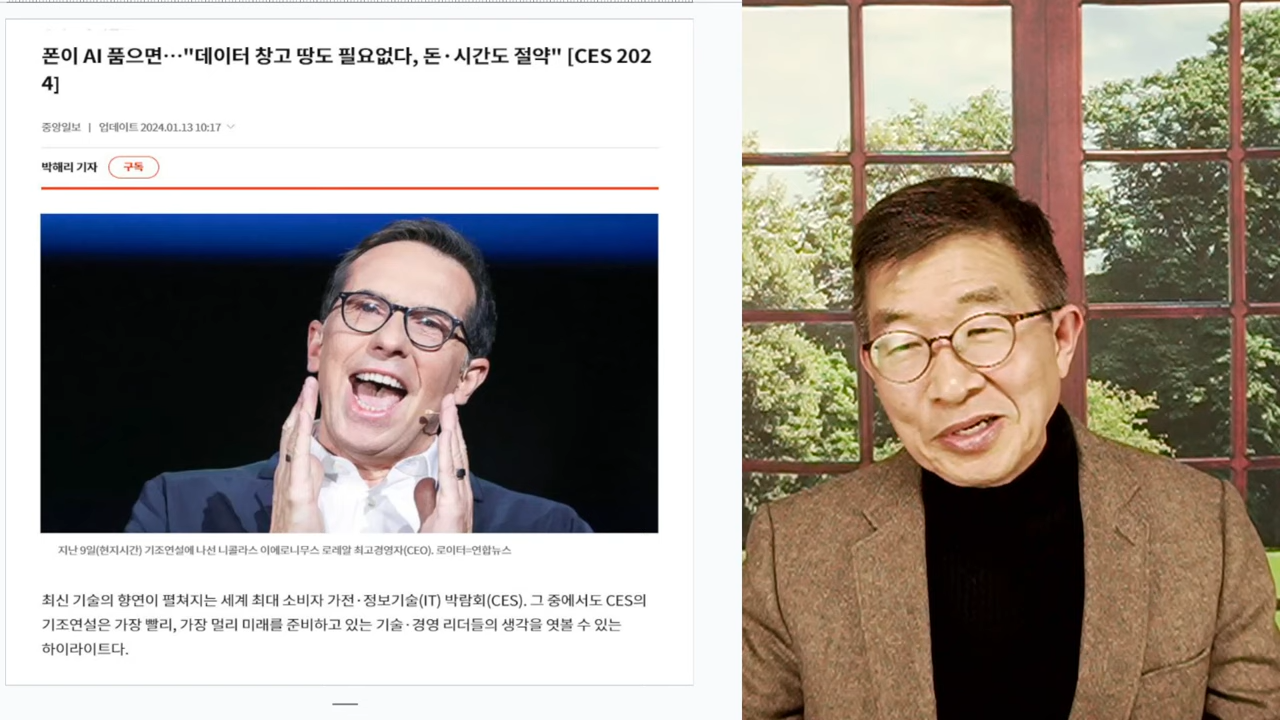 폰이 AI 품으면…"데이터 창고 땅도 필요없다, 돈·시간도 절약" [CES 202
4]
중앙일보 | 업데이트 2024.01.13 10:17
박해리 기자 구독
지난 9일(현지시간) 기조연설에 나선 니콜라스 이에로니무스 로레알 최고경영자(CEO). 로이터=연합뉴스
최신 기술의 향연이 펼쳐지는 세계 최대 소비자 가전·정보기술(IT) 박람회(CES). 그 중에서도 CES의
기조연설은 가장 빨리, 가장 멀리 미래를 준비하고 있는 기술·경영 리더들의 생각을 엿볼 수 있는
하이라이트다.